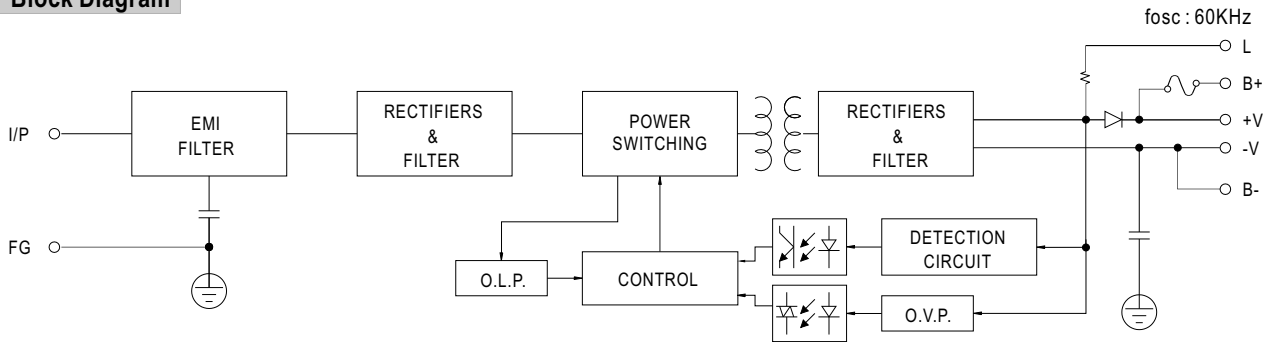 Block Diagram
fosc : 60KHz
L
B+
+V
-V
B-
I/P
EMI
FILTER
RECTIFIERS
&
FILTER
POWER
SWITCHING
RECTIFIERS
&
FILTER
FG
O.L.P.
CONTROL
DETECTION
CIRCUIT
O.V.P.